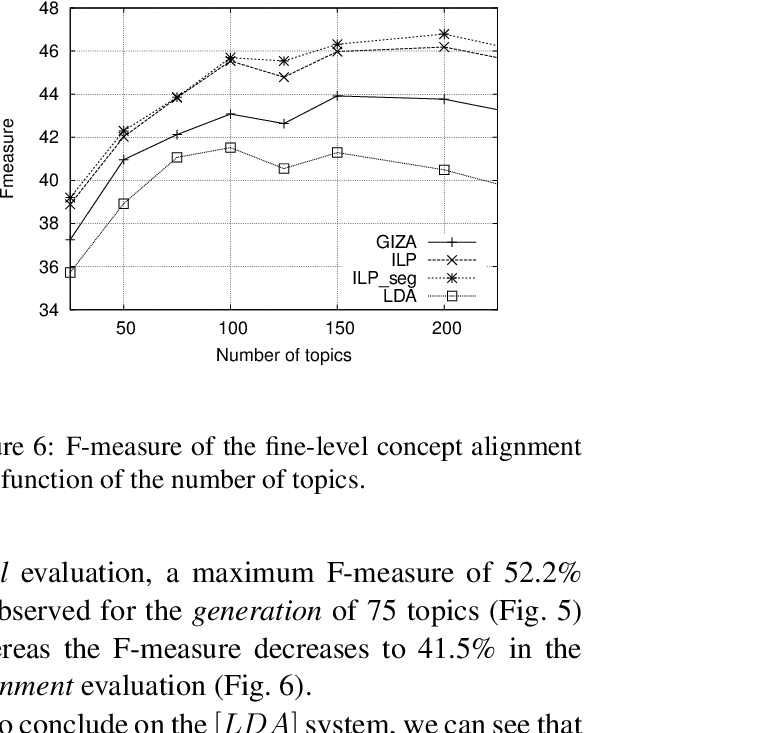 48
46
44
42
40
38
36
34
Fmeasure
GIZA
ILP
ILP_seg
LDA
50 100 150 200
Number of topics
ure 6: F-measure of the fine-level concept alignment
function of the number of topics.
l evaluation, a maximum F-measure of 52.2%
bserved for the generation of 75 topics (Fig. 5)
ereas the F-measure decreases to 41.5% in the
nment evaluation (Fig. 6).
o conclude on the [LDA] system, we can see that